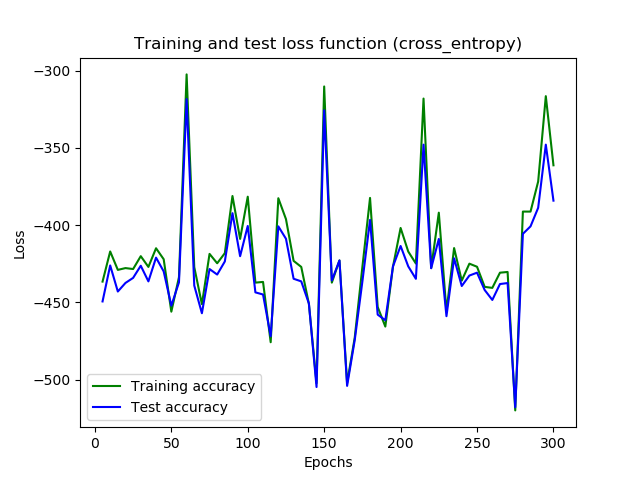 Training and test loss function (cross_entropy)
−300
−350
−400
−450
−500
Loss
Training accuracy
Test accuracy
0 50 100 150 200 250 300
Epochs